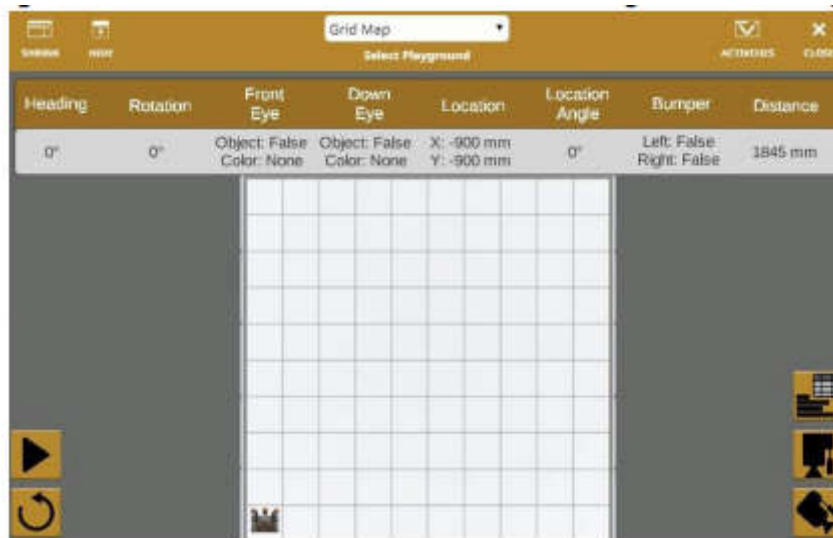 Grid Map
Select Playground
ACTIVITIES
CLOSE
Heading
Rotation
Front
Eye
Down
Eye
Location
Location
Angle
Bumper
Distance
0°
0°
Object: False
Color: None
Object: False
Color: None
X: -900 mm
Y: -900 mm
0°
Left: False
Right: False
1845 mm